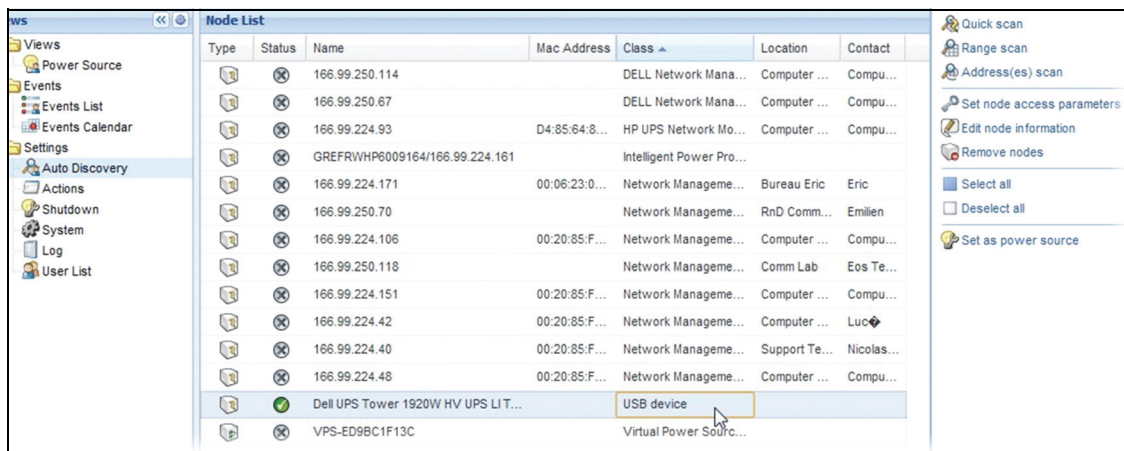 ws
Views
Power Source
Events
Events List
Events Calendar
Settings
Auto Discovery
Actions
Shutdown
System
Log
User List
Node List
Type Status Name Mac Address Class Location Contact
166.99.250.114 DELL Network Mana... Computer ... Compu...
166.99.250.67 DELL Network Mana... Computer ... Compu...
166.99.224.93 D4:85:64:8... HP UPS Network Mo... Computer ... Compu...
GREFRWHP6009164/166.99.224.161 Intelligent Power Pro...
166.99.224.171 00:06:23:0... Network Manageme... Bureau Eric Eric
166.99.250.70 Network Manageme... RnD Comm... Emilien
166.99.224.106 00:20:85:F... Network Manageme... Computer ... Compu...
166.99.250.118 Network Manageme... Comm Lab Eos Te...
166.99.224.151 00:20:85:F... Network Manageme... Computer ... Compu...
166.99.224.42 00:20:85:F... Network Manageme... Computer ... Luc�
166.99.224.40 00:20:85:F... Network Manageme... Support Te... Nicolas...
166.99.224.48 00:20:85:F... Network Manageme... Computer ... Compu...
Dell UPS Tower 1920W HV UPS LI T... USB device
VPS-ED9BC1F13C Virtual Power Sourc...
Quick scan
Range scan
Address(es) scan
Set node access parameters
Edit node information
Remove nodes
Select all
Deselect all
Set as power source